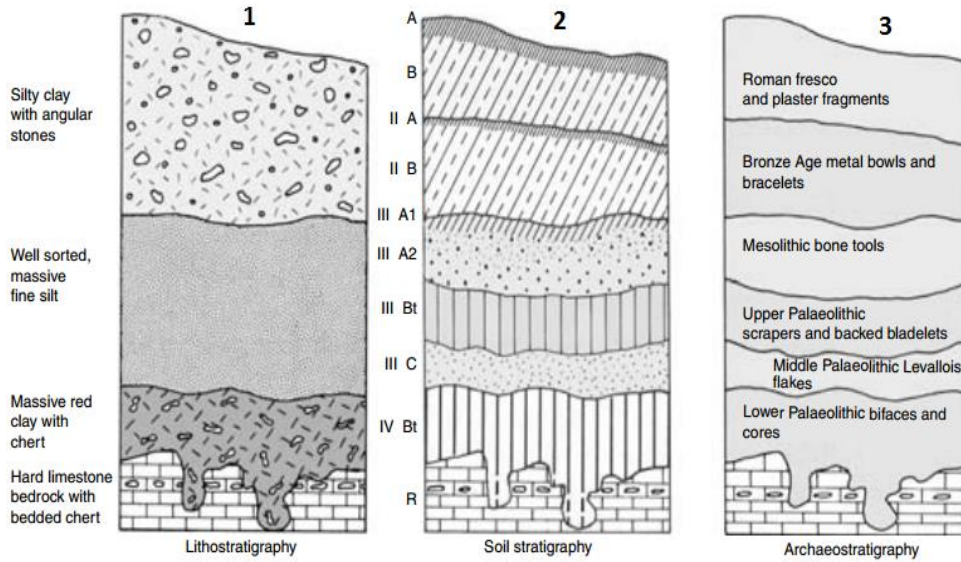 1
Silty clay
with angular
stones
Well sorted,
massive
fine silt
Massive red
clay with
chert
Hard limestone
bedrock with
bedded chert
Lithostratigraphy
2
A
B
II A
II B
III A1
III A2
III Bt
III C
IV Bt
R
Soil stratigraphy
3
Roman fresco
and plaster fragments
Bronze Age metal bowls and
bracelets
Mesolithic bone tools
Upper Palaeolithic
scrapers and backed bladelets
Middle Palaeolithic Levallois
flakes
Lower Palaeolithic bifaces and
cores
Archaeostratigraphy